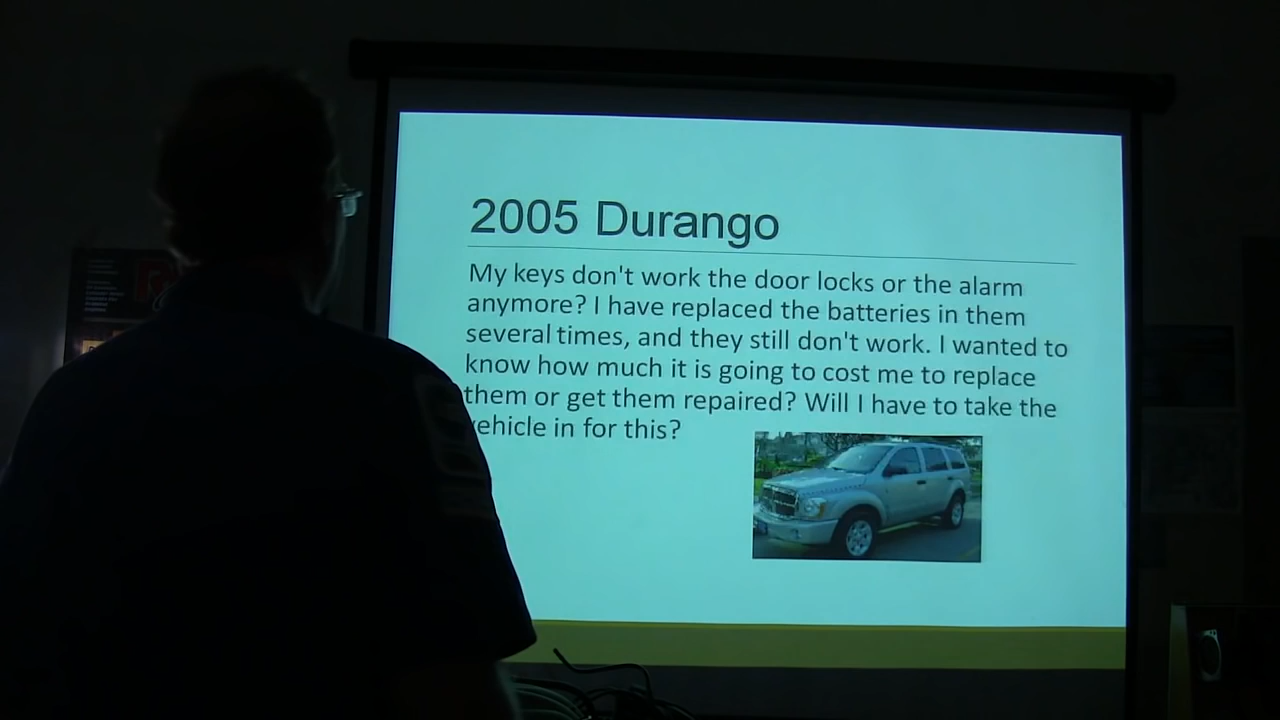 2005 Durango
My keys don't work the door locks or the alarm
anymore? I have replaced the batteries in them
several times, and they still don't work. I wanted to
know how much it is going to cost me to replace
them or get them repaired? Will I have to take the
vehicle in for this?